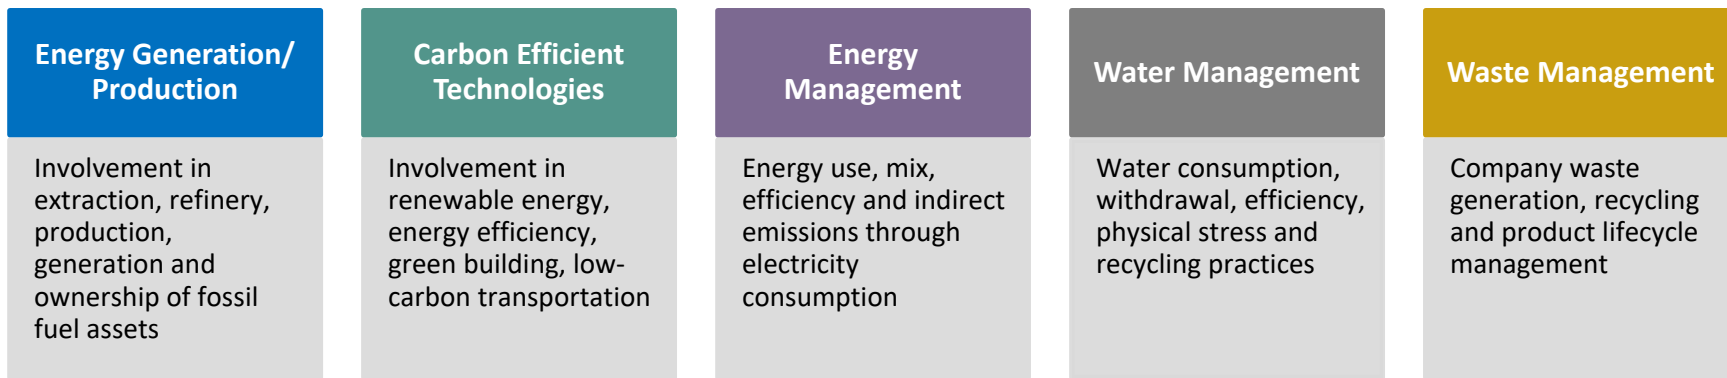 Energy Generation/
Production
Involvement in
extraction, refinery,
production,
generation and
ownership of fossil
fuel assets
Carbon Efficient
Technologies
Involvement in
renewable energy,
energy efficiency,
green building, low-
carbon transportation
Energy
Management
Energy use, mix,
efficiency and indirect
emissions through
electricity
consumption
Water Management
Water consumption,
withdrawal, efficiency,
physical stress and
recycling practices
Waste Management
Company waste
generation, recycling
and product lifecycle
management